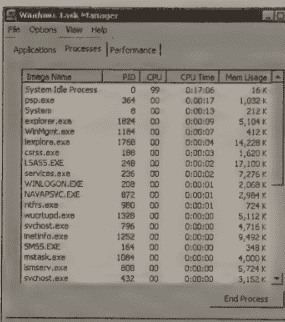 Windows Task Manager
File Options View Help
Applications Processes Performance
Image Name PID CPU CPU Time Mem Usage
System Idle Process 0 99 0:17:06 16 K
psp.exe 364 00 0:00:17 1,032 K
System 8 00 0:00:13 212 K
explorer.exe 1824 00 0:00:09 5,104 K
WinMgmt.exe 1184 00 0:00:07 412 K
iexplore.exe 1768 00 0:00:04 14,228 K
csrss.exe 188 00 0:00:03 1,620 K
LSASS.EXE 248 00 0:00:02 17,100 K
services.exe 236 00 0:00:02 7,276 K
WINLOGON.EXE 208 00 0:00:01 2,068 K
NAVAPSVC.EXE 872 00 0:00:01 2,984 K
ntfrs.exe 980 00 0:00:01 724 K
wucrtupd.exe 1328 00 0:00:00 5,112 K
svchost.exe 796 00 0:00:00 4,716 K
inetinfo.exe 1252 00 0:00:00 9,492 K
SMSS.EXE 164 00 0:00:00 348 K
mstask.exe 1084 00 0:00:00 4,000 K
ismserv.exe 808 00 0:00:00 5,724 K
svchost.exe 432 00 0:00:00 3,152 K
End Process